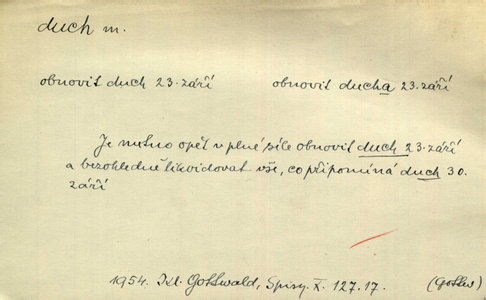 duch m.
obnovit duch 23. září obnovit ducha 23. září
Je nutno opět v plné síle obnovit duch 23. září
a bezohledně likvidovat vše, co připomíná duch 30.
září
1954. Kl. Gottwald, Spisy X. 127.17. (Gottw)